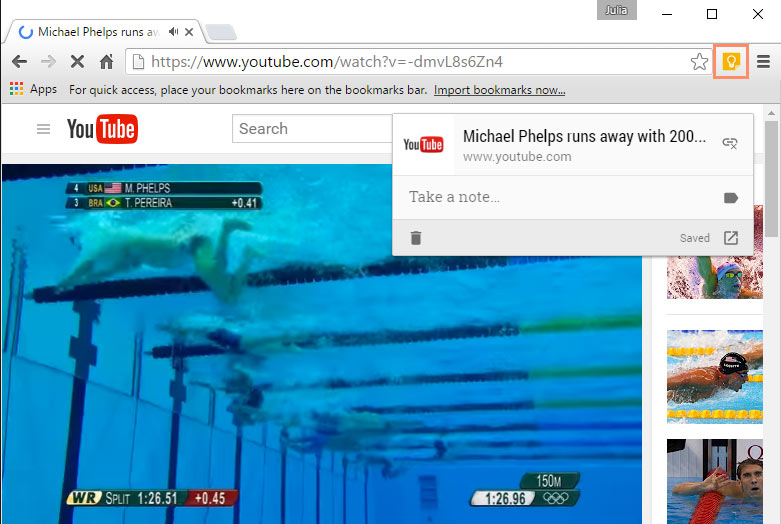 Julia
Michael Phelps runs aw
https://www.youtube.com/watch?v=-dmvL8s6Zn4
Apps For quick access, place your bookmarks here on the bookmarks bar. Import bookmarks now...
YouTube
Search
YouTube
Michael Phelps runs away with 200...
www.youtube.com
Take a note...
Saved
4 USA M. PHELPS
3 BRA T. PEREIRA +0.41
WR SPLIT 1:26.51 +0.45
150M
1:26.96